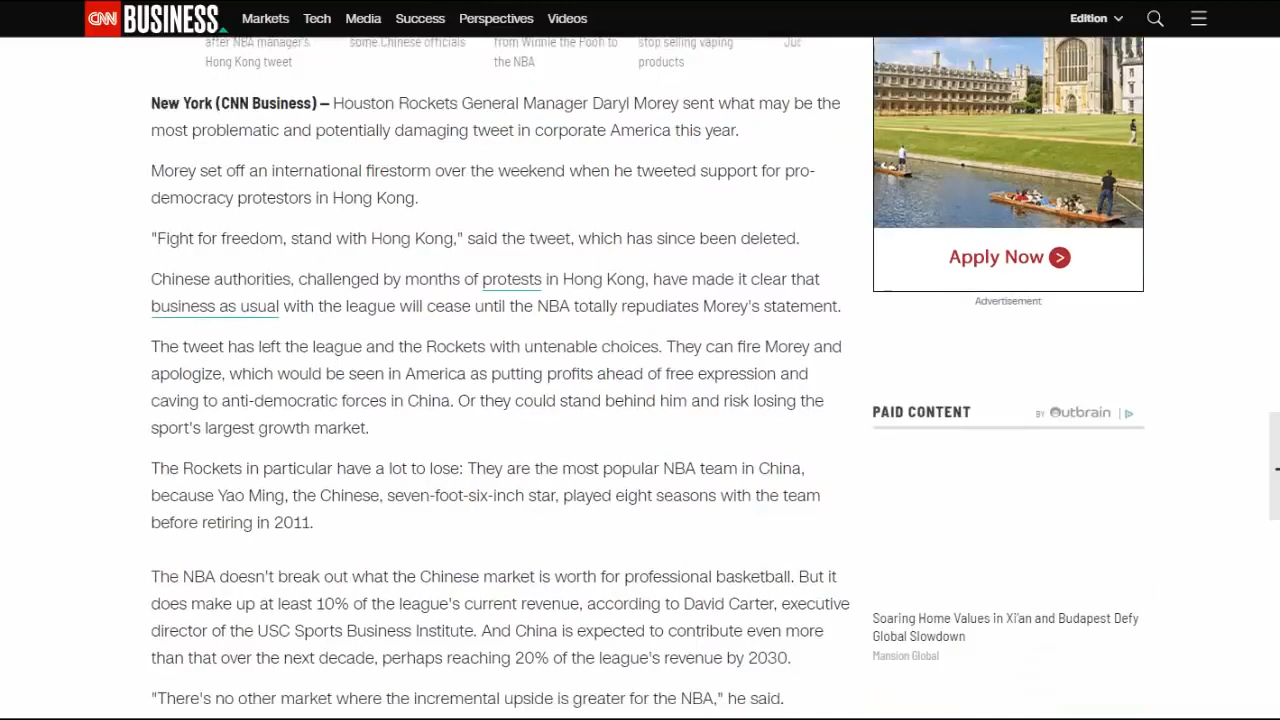 CNN BUSINESS Markets Tech Media Success Perspectives Videos Edition
after NBA manager's some Chinese officials from Winnie the Pooh to stop selling vaping
Hong Kong tweet the NBA products
New York (CNN Business) — Houston Rockets General Manager Daryl Morey sent what may be the
most problematic and potentially damaging tweet in corporate America this year.
Morey set off an international firestorm over the weekend when he tweeted support for pro-
democracy protestors in Hong Kong.
"Fight for freedom, stand with Hong Kong," said the tweet, which has since been deleted.
Chinese authorities, challenged by months of protests in Hong Kong, have made it clear that
business as usual with the league will cease until the NBA totally repudiates Morey's statement.
The tweet has left the league and the Rockets with untenable choices. They can fire Morey and
apologize, which would be seen in America as putting profits ahead of free expression and
caving to anti-democratic forces in China. Or they could stand behind him and risk losing the
sport's largest growth market.
The Rockets in particular have a lot to lose: They are the most popular NBA team in China,
because Yao Ming, the Chinese, seven-foot-six-inch star, played eight seasons with the team
before retiring in 2011.
The NBA doesn't break out what the Chinese market is worth for professional basketball. But it
does make up at least 10% of the league's current revenue, according to David Carter, executive
director of the USC Sports Business Institute. And China is expected to contribute even more
than that over the next decade, perhaps reaching 20% of the league's revenue by 2030.
"There's no other market where the incremental upside is greater for the NBA," he said.
Apply Now
Advertisement
PAID CONTENT BY Outbrain
Soaring Home Values in Xi'an and Budapest Defy
Global Slowdown
Mansion Global